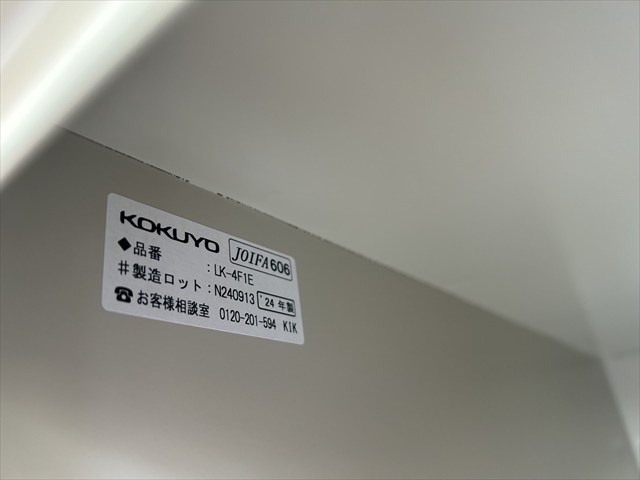 KOKUYO JOIFA606
◆品番 : LK-4F1E
#製造ロット : N240913 '24年製
☎お客様相談室 0120-201-594 KIK